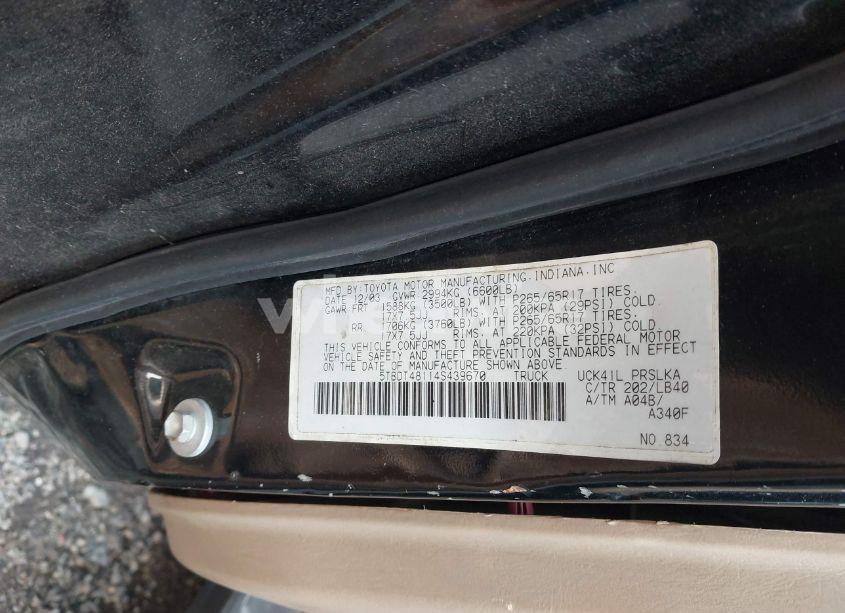 MFD.BY:TOYOTA MOTOR MANUFACTURING.INDIANA.INC
DATE 12/03 GVWR 2994KG (6600LB)
GAWR FRT 1588KG (3500LB) WITH P265/65R17 TIRES.
17X7.5JJ RIMS. AT 200KPA (29PSI) COLD
RR. 1706KG (3760LB) WITH P265/65R17 TIRES.
17X7.5JJ RIMS. AT 220KPA (32PSI) COLD
THIS VEHICLE CONFORMS TO ALL APPLICABLE FEDERAL MOTOR
VEHICLE SAFETY AND THEFT PREVENTION STANDARDS IN EFFECT
ON THE DATE OF MANUFACTURE SHOWN ABOVE
5TBDT48114S439670 TRUCK UCK41L PRSLKA
C/TR 202/LB40
A/TM A04B/
A340F
NO.834